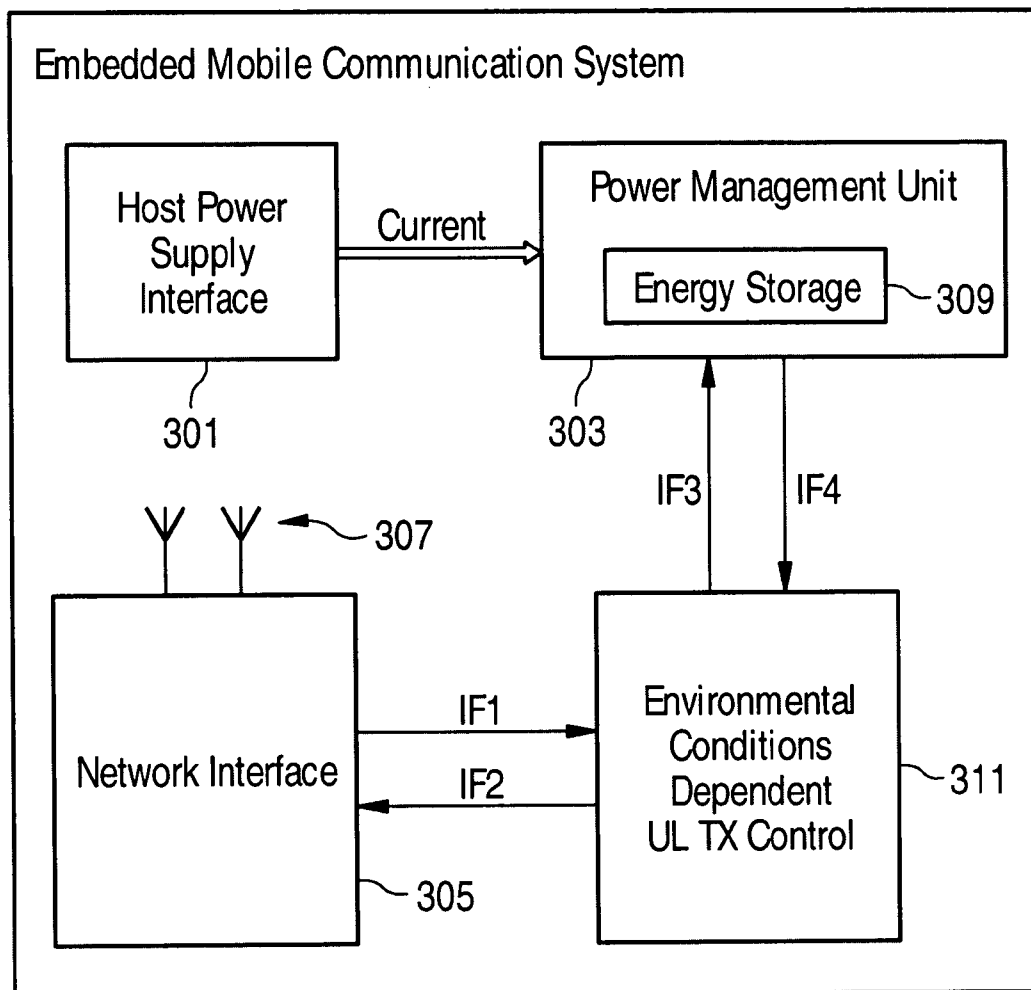 Embedded Mobile Communication System
Host Power
Supply
Interface
301
Current
Power Management Unit
Energy Storage
309
303
307
IF3
IF4
Network Interface
305
IF1
IF2
Environmental
Conditions
Dependent
UL TX Control
311